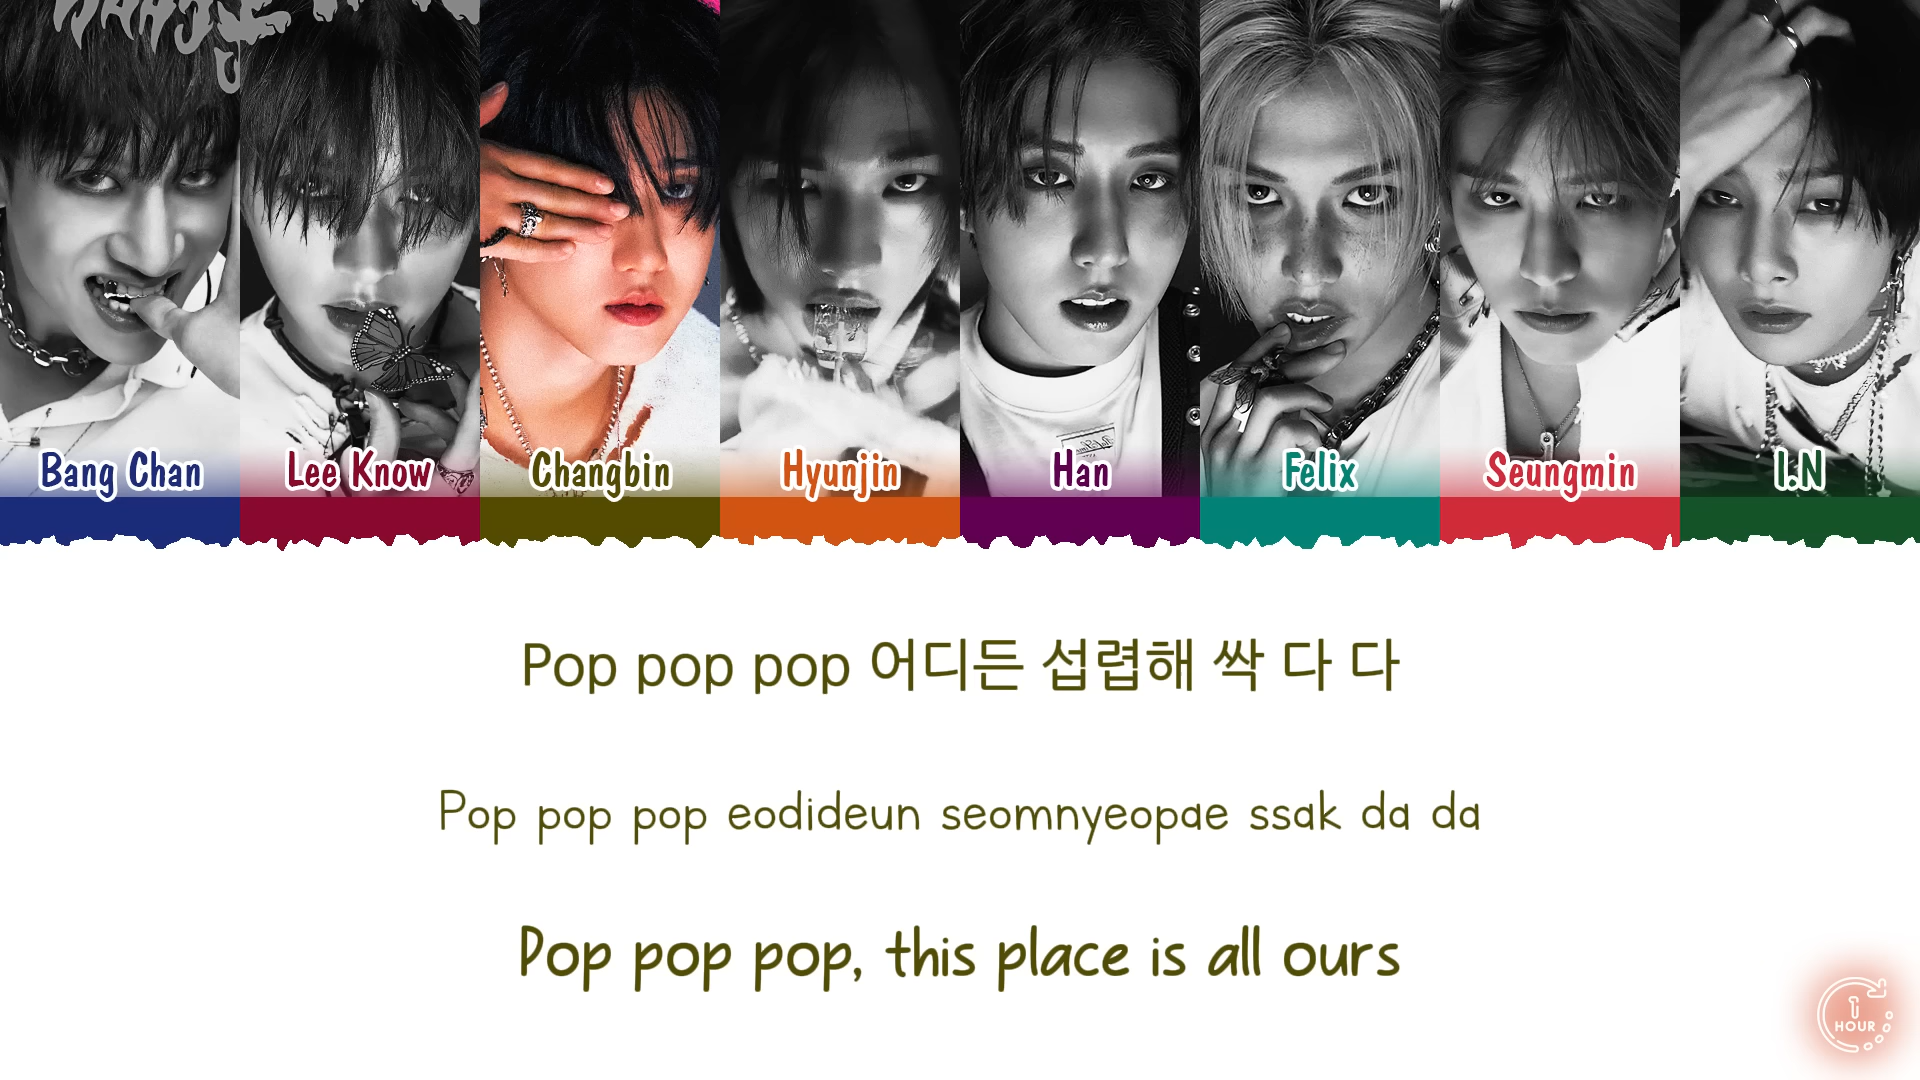 Bang Chan
Lee Know
Changbin
Hyunjin
Han
Felix
Seungmin
I.N
Pop pop pop 어디든 섭렵해 싹 다 다
Pop pop pop eodideun seomnyeopae ssak da da
Pop pop pop, this place is all ours
1
HOUR